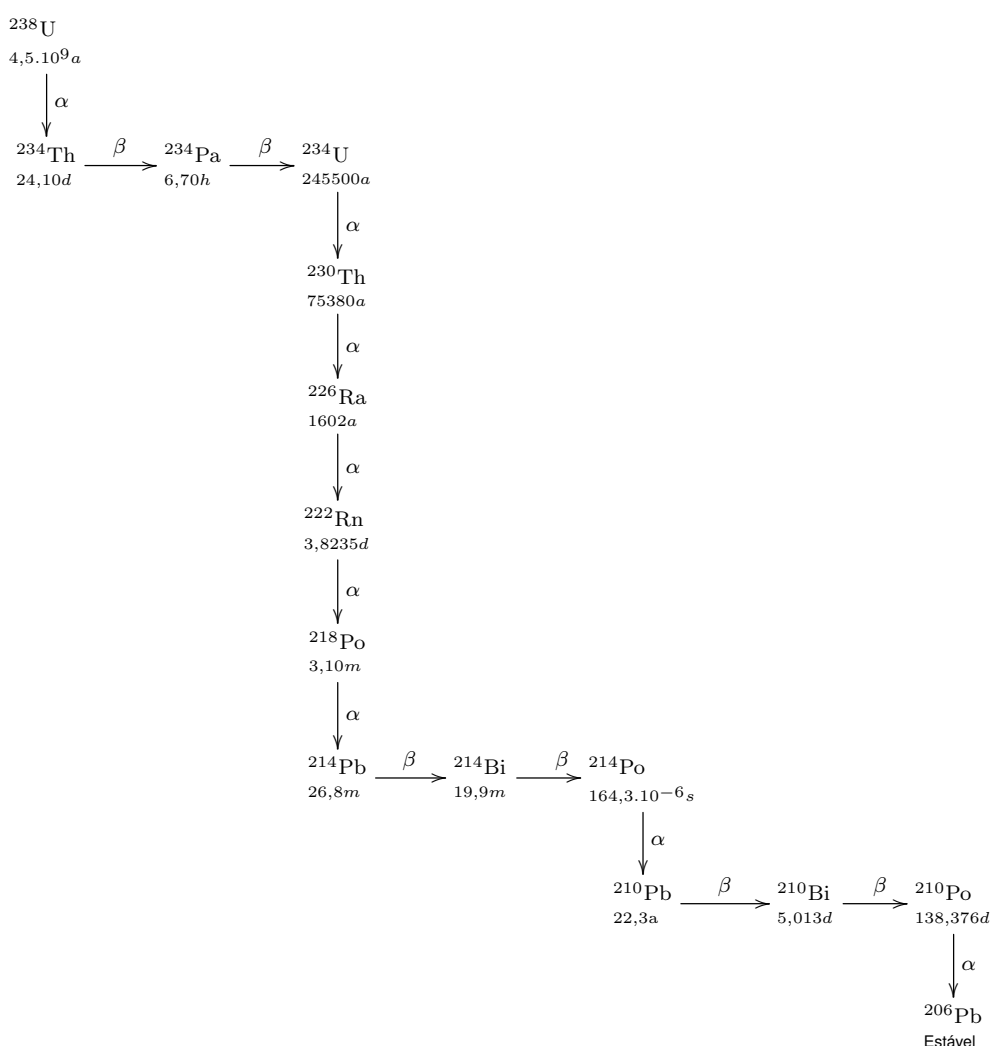 ²³⁸U
4,5.10⁹a
α
²³⁴Th β ²³⁴Pa β ²³⁴U
24,10d 6,70h 245500a
α
²³⁰Th
75380a
α
²²⁶Ra
1602a
α
²²²Rn
3,8235d
α
²¹⁸Po
3,10m
α
²¹⁴Pb β ²¹⁴Bi β ²¹⁴Po
26,8m 19,9m 164,3.10⁻⁶s
α
²¹⁰Pb β ²¹⁰Bi β ²¹⁰Po
22,3a 5,013d 138,376d
α
²⁰⁶Pb
Estável